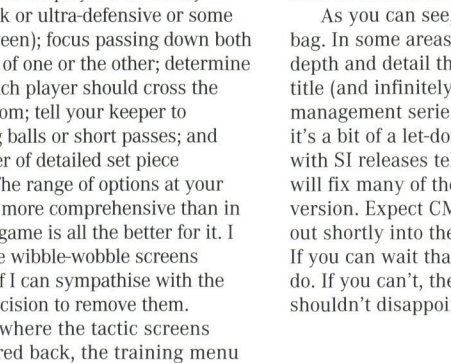 k or ultra-defensive or some
een); focus passing down both
of one or the other; determine
ch player should cross the
om; tell your keeper to
g balls or short passes; and
er of detailed set piece
he range of options at your
more comprehensive than in
game is all the better for it. I
e wibble-wobble screens
f I can sympathise with the
cision to remove them.
where the tactic screens
red back, the training menu
As you can see,
bag. In some areas
depth and detail tha
title (and infinitely
management serie
it's a bit of a let-do
with SI releases tel
will fix many of the
version. Expect CM
out shortly into the
If you can wait tha
do. If you can't, the
shouldn't disappoi